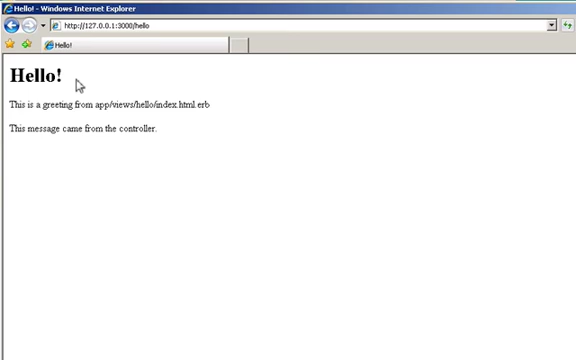 Hello! - Windows Internet Explorer
http://127.0.0.1:3000/hello
Hello!
Hello!
This is a greeting from app/views/hello/index.html.erb
This message came from the controller.